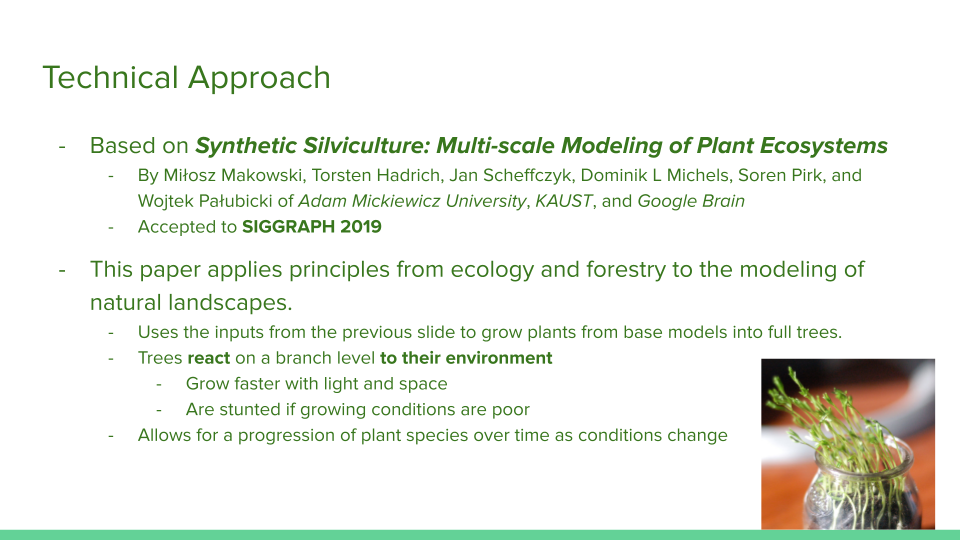 Technical Approach
- Based on Synthetic Silviculture: Multi-scale Modeling of Plant Ecosystems
- By Miłosz Makowski, Torsten Hadrich, Jan Scheffczyk, Dominik L Michels, Soren Pirk, and
Wojtek Pałubicki of Adam Mickiewicz University, KAUST, and Google Brain
- Accepted to SIGGRAPH 2019
- This paper applies principles from ecology and forestry to the modeling of
natural landscapes.
- Uses the inputs from the previous slide to grow plants from base models into full trees.
- Trees react on a branch level to their environment
- Grow faster with light and space
- Are stunted if growing conditions are poor
- Allows for a progression of plant species over time as conditions change